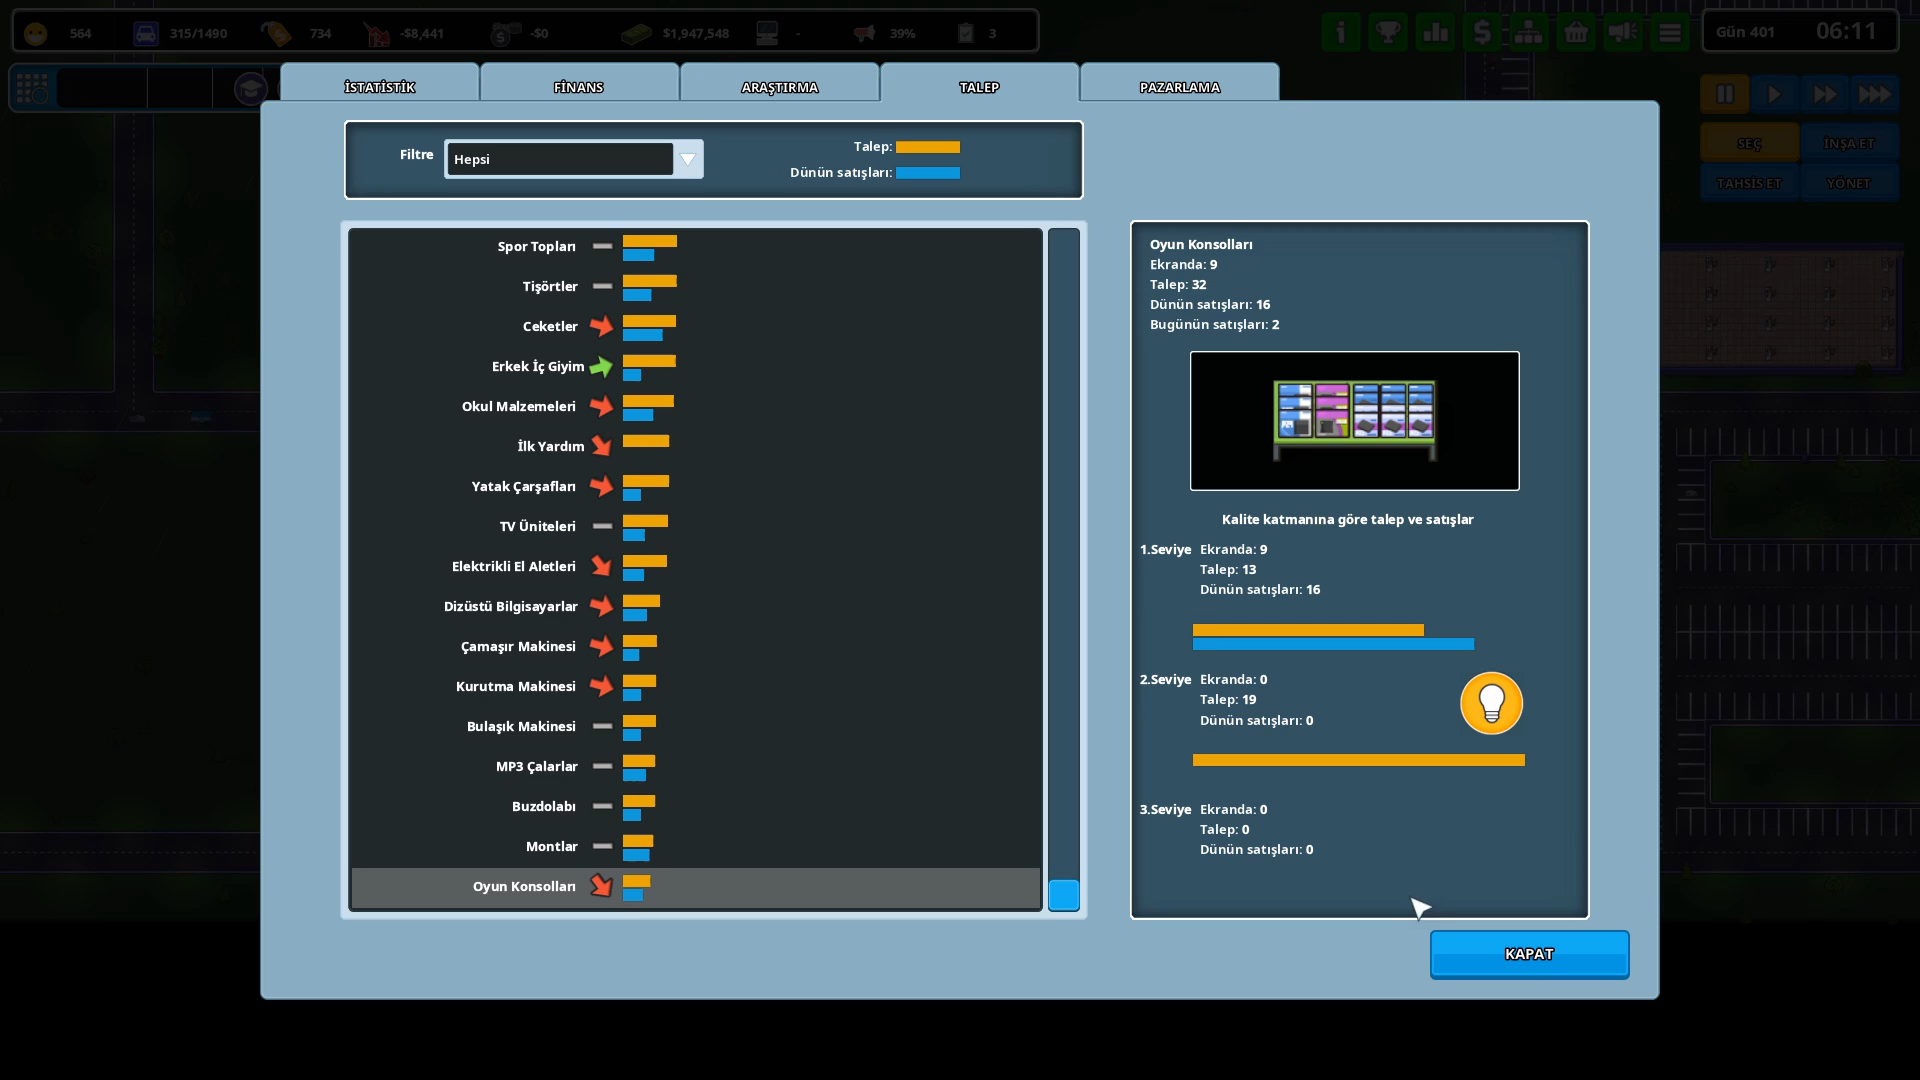 564 315/1490 734 -$8,441 -$0 $1,947,548 - 39% 3
Gün 401 06:11
İSTATİSTİK FİNANS ARAŞTIRMA TALEP PAZARLAMA
Filtre Hepsi
Talep:
Dünün satışları:
SEÇ İNŞA ET
TAHSİS ET YÖNET
Spor Topları
Tişörtler
Ceketler
Erkek İç Giyim
Okul Malzemeleri
İlk Yardım
Yatak Çarşafları
TV Üniteleri
Elektrikli El Aletleri
Dizüstü Bilgisayarlar
Çamaşır Makinesi
Kurutma Makinesi
Bulaşık Makinesi
MP3 Çalarlar
Buzdolabı
Montlar
Oyun Konsolları
Oyun Konsolları
Ekranda: 9
Talep: 32
Dünün satışları: 16
Bugünün satışları: 2
Kalite katmanına göre talep ve satışlar
1.Seviye Ekranda: 9
Talep: 13
Dünün satışları: 16
2.Seviye Ekranda: 0
Talep: 19
Dünün satışları: 0
3.Seviye Ekranda: 0
Talep: 0
Dünün satışları: 0
KAPAT